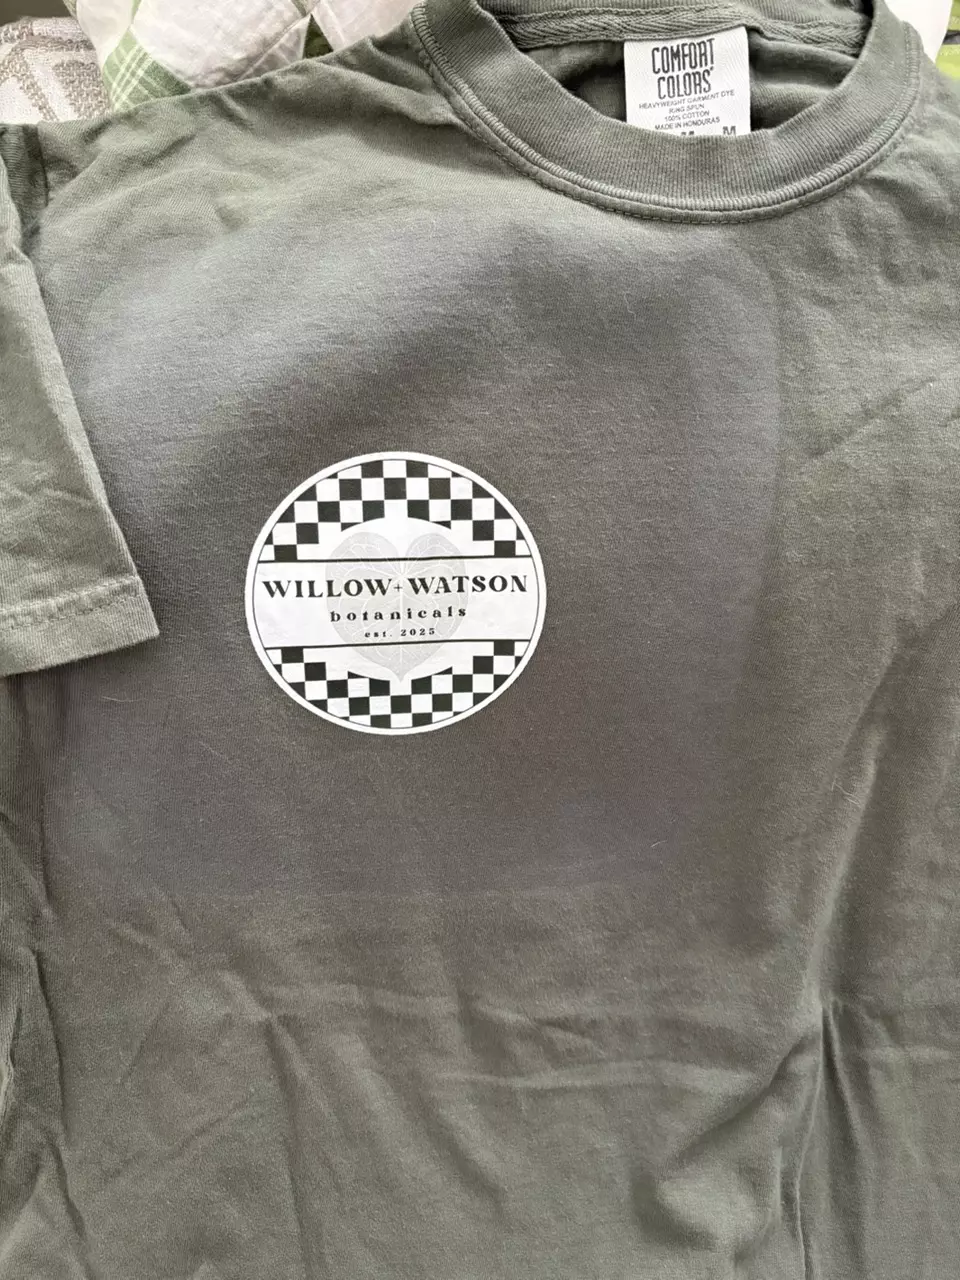 COMFORT
COLORS
HEAVYWEIGHT GARMENT DYE
RING SPUN
100% COTTON
MADE IN HONDURAS
M
WILLOW+WATSON
botanicals
est. 2025